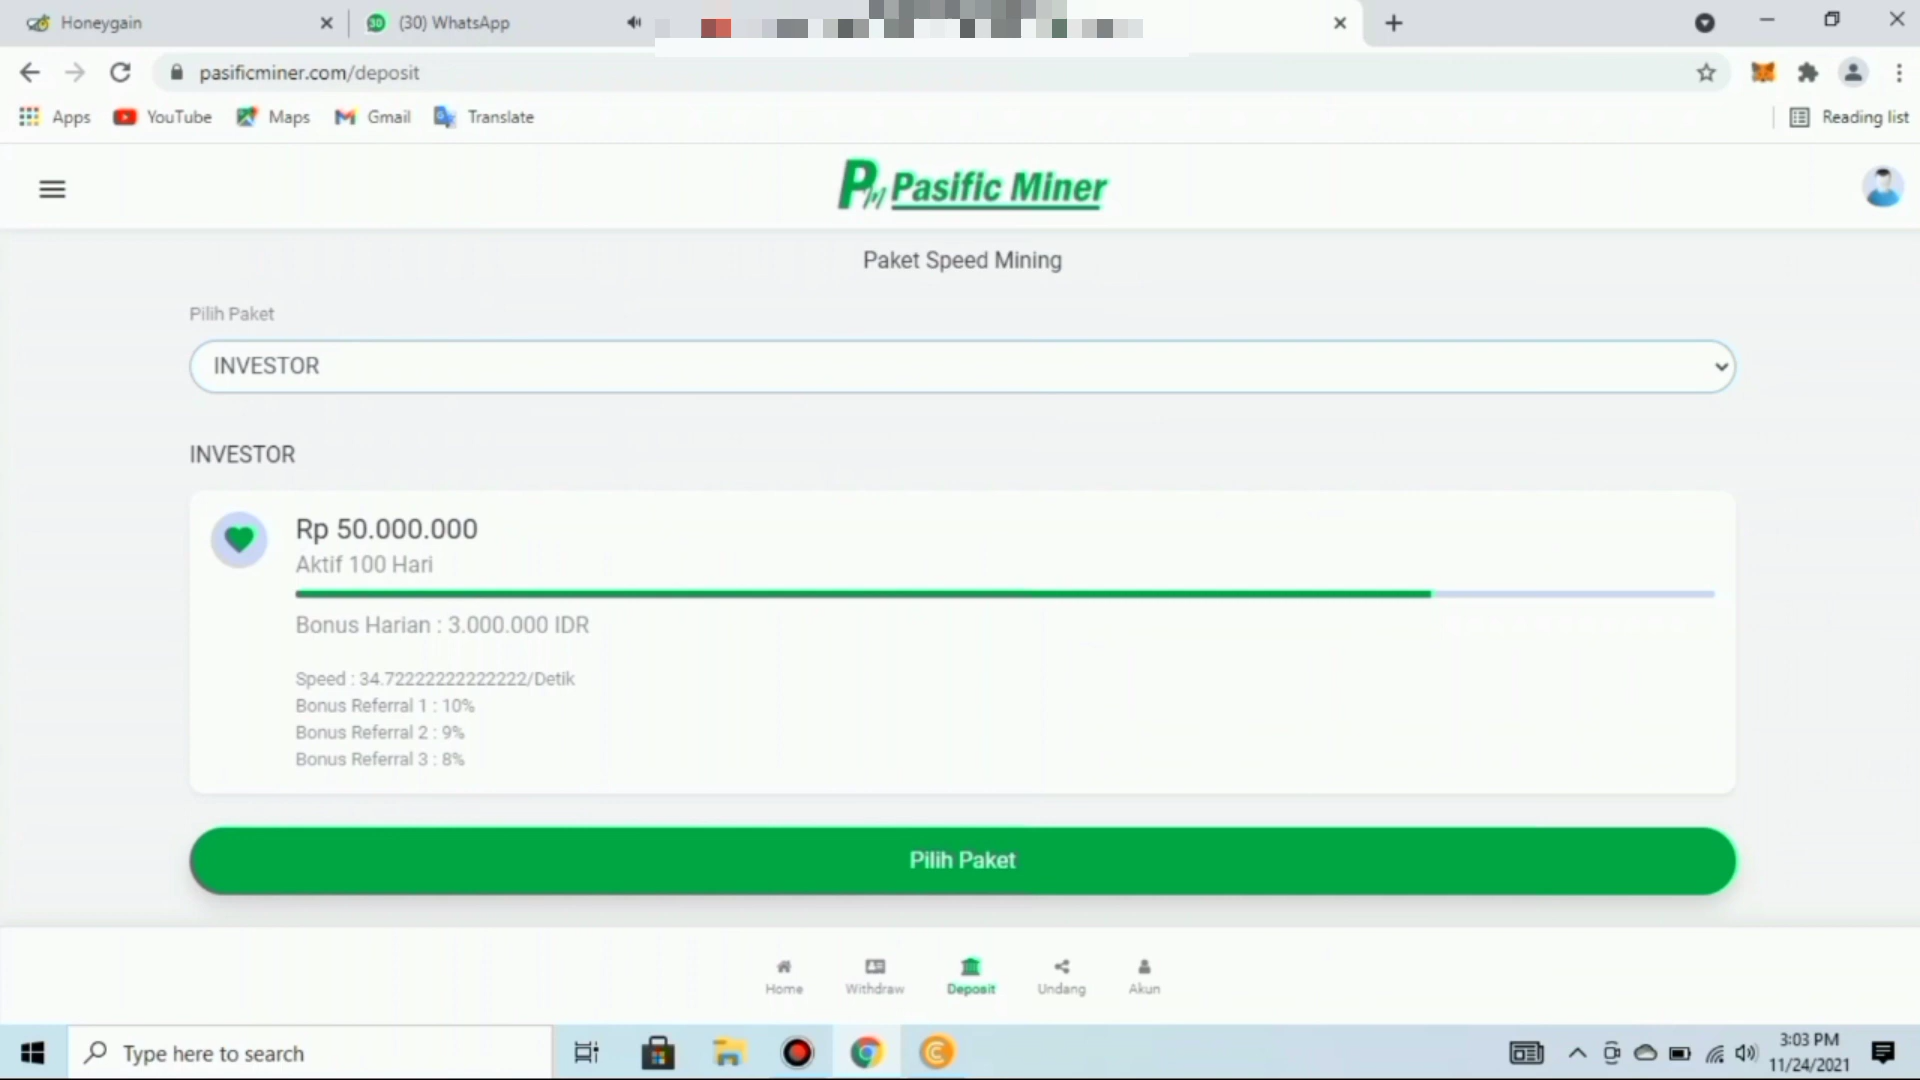 Honeygain
(30) WhatsApp
pasificminer.com/deposit
Apps
YouTube
Maps
Gmail
Translate
Reading list
Pasific Miner
Paket Speed Mining
Pilih Paket
INVESTOR
INVESTOR
Rp 50.000.000
Aktif 100 Hari
Bonus Harian : 3.000.000 IDR
Speed : 34.72222222222222/Detik
Bonus Referral 1 : 10%
Bonus Referral 2 : 9%
Bonus Referral 3 : 8%
Pilih Paket
Home
Withdraw
Deposit
Undang
Akun
Type here to search
3:03 PM
11/24/2021